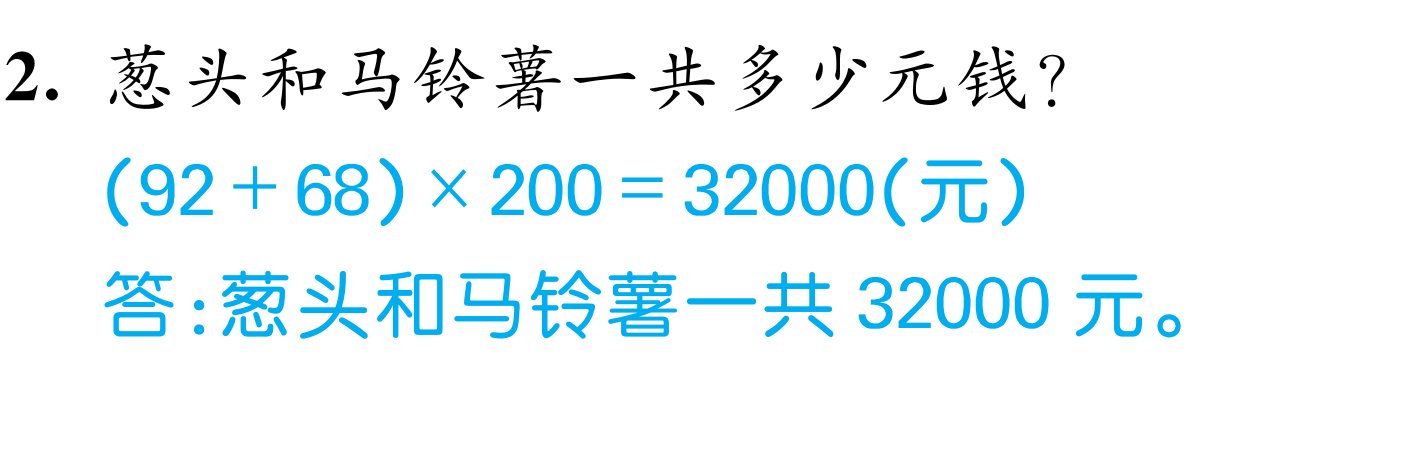 2. 葱头和马铃薯一共多少元钱?
(92+68)×200=32000(元)
答:葱头和马铃薯一共 32000 元。